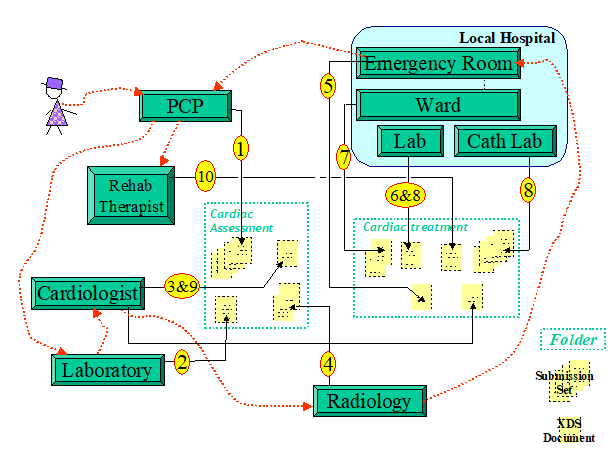 Local Hospital
Emergency Room
5
PCP
Ward
1
7
Lab
Cath Lab
10
6&8
8
Rehab
Therapist
Cardiac
Assessment
Cardiac treatment
3&9
Cardiologist
Laboratory
2
4
Radiology
Folder
Submission
Set
XDS
Document